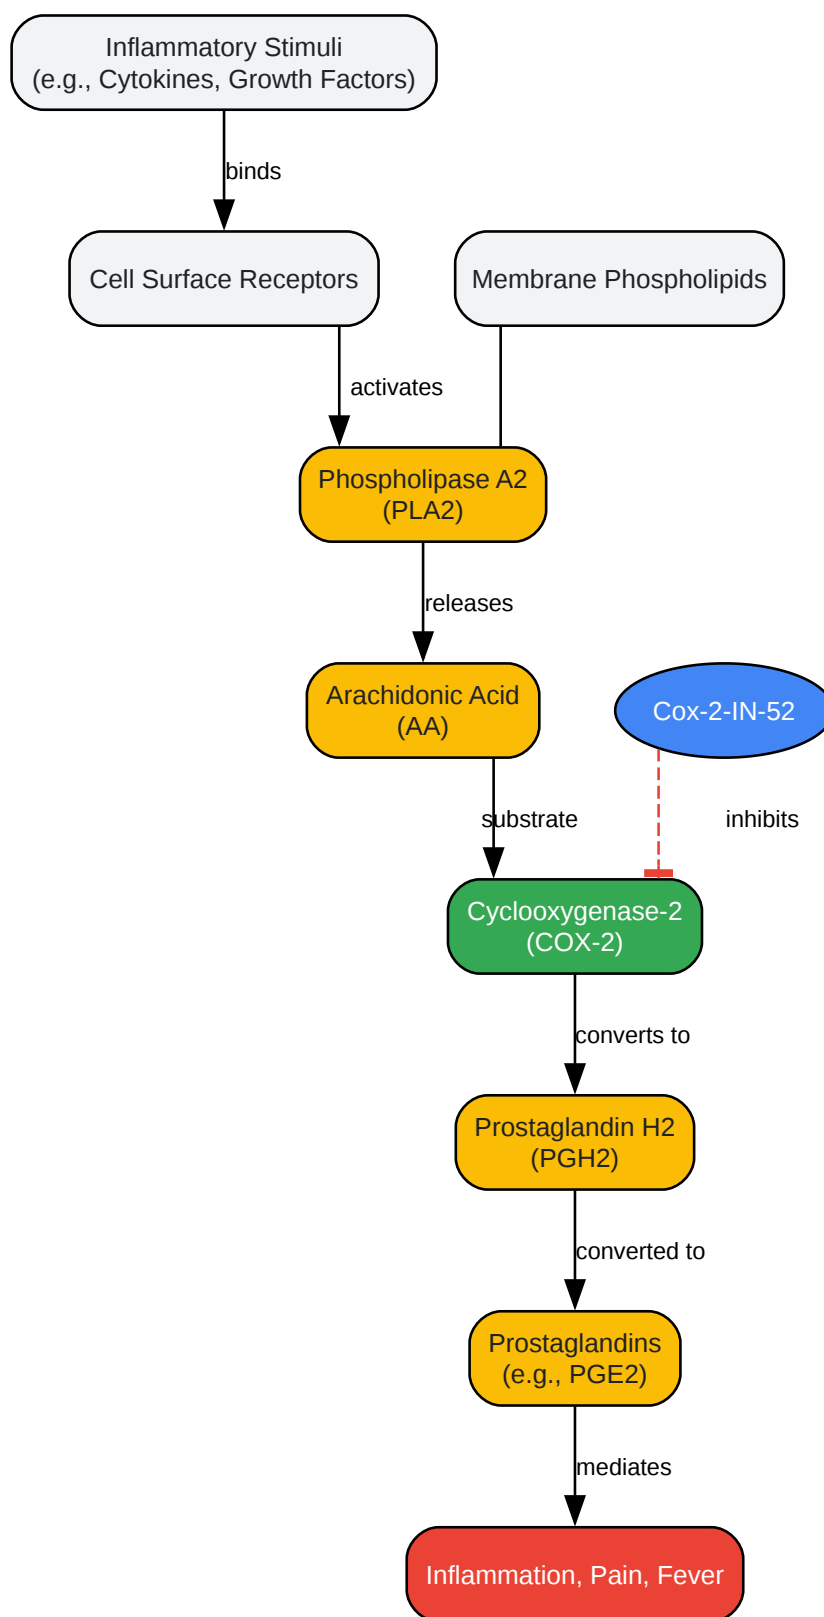 Inflammatory Stimuli
(e.g., Cytokines, Growth Factors)
binds
Cell Surface Receptors
Membrane Phospholipids
activates
Phospholipase A2
(PLA2)
releases
Arachidonic Acid
(AA)
Cox-2-IN-52
substrate
inhibits
Cyclooxygenase-2
(COX-2)
converts to
Prostaglandin H2
(PGH2)
converted to
Prostaglandins
(e.g., PGE2)
mediates
Inflammation, Pain, Fever